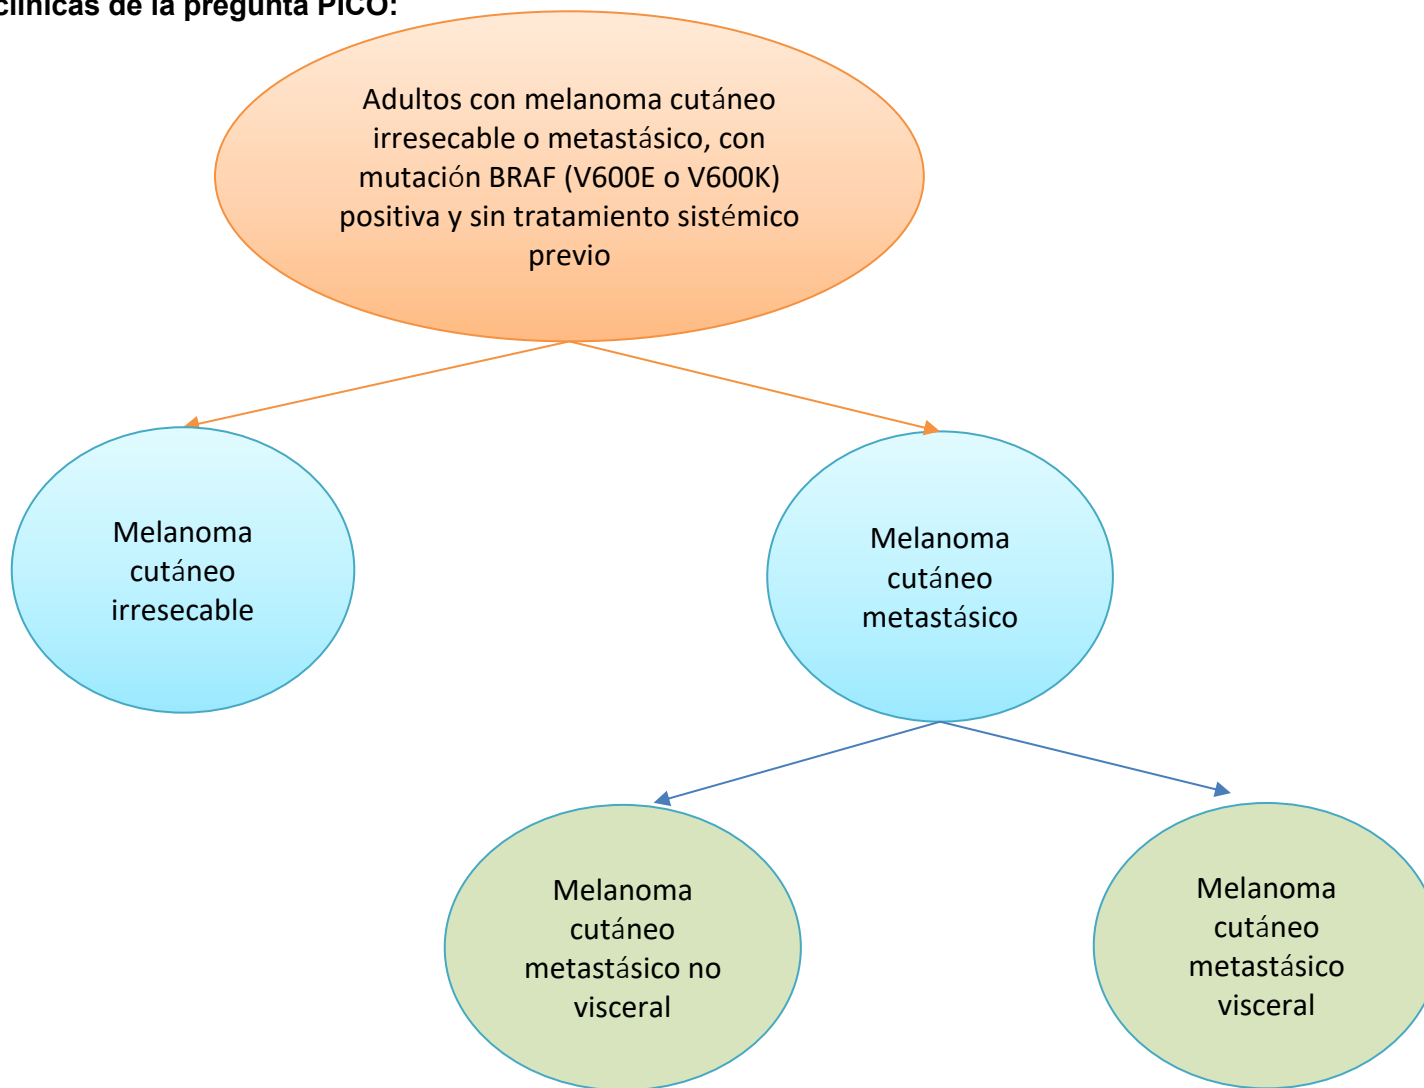 clínicas de la pregunta PICO:
Adultos con melanoma cutáneo
irresecable o metastásico, con
mutación BRAF (V600E o V600K)
positiva y sin tratamiento sistémico
previo
Melanoma
cutáneo
irresecable
Melanoma
cutáneo
metastásico
Melanoma
cutáneo
metastásico no
visceral
Melanoma
cutáneo
metastásico
visceral